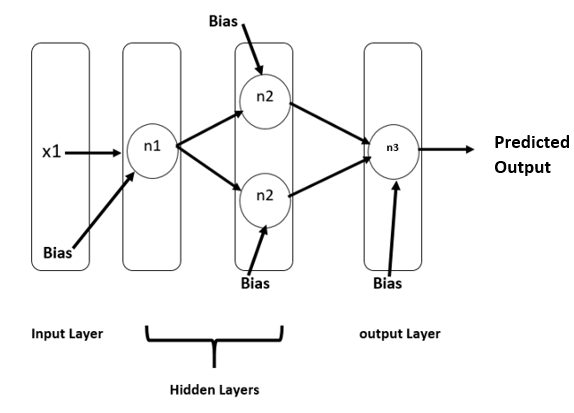 Bias
n2
x1
n1
n3
Predicted
Output
n2
Bias
Bias
Bias
Input Layer
output Layer
Hidden Layers